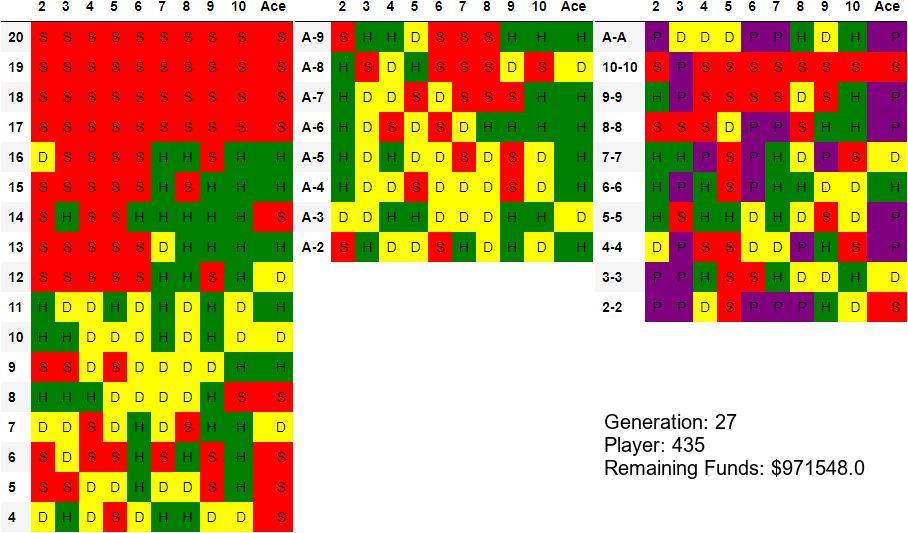 2 3 4 5 6 7 8 9 10 Ace 2 3 4 5 6 7 8 9 10 Ace 2 3 4 5 6 7 8 9 10 Ace
20 S S S S S S S S S S A-9 S H H D S S S H H H A-A P D D D P P H D H P
19 S S S S S S S S S S A-8 H S D H S S S D S D 10-10 S P S S S S S S S S
18 S S S S S S S S S S A-7 H D D S D S S S H H 9-9 H P S S S S D S H P
17 S S S S S S S S S S A-6 H D S D S D H H H H 8-8 S S S D P P S H H P
16 D S S S S H H S H H A-5 H D H D D S D S D H 7-7 H H P S P H D P S D
15 S S S S S H S H H H A-4 H D D S D D D S D H 6-6 H P H S P H H D D H
14 S H S S H H H H H S A-3 D D H H D D D H H D 5-5 H S H H D H D S D P
13 S S S S S D H H H H A-2 S H D D S H D H D H 4-4 D P S S D D P H S P
12 S S S S S H H S H D 3-3 P P H S S H D D H D
11 H D D H D H D H D H 2-2 P P D S P P P H D S
10 H H D D D H D H D D
9 S S D S D D D D H H
8 H H H D D D D H S S
7 D D S D H D S H H D
6 S D S S H S H S H S
5 S S D D H D D S H S
4 D H D S D H H D D S
Generation: 27
Player: 435
Remaining Funds: $971548.0